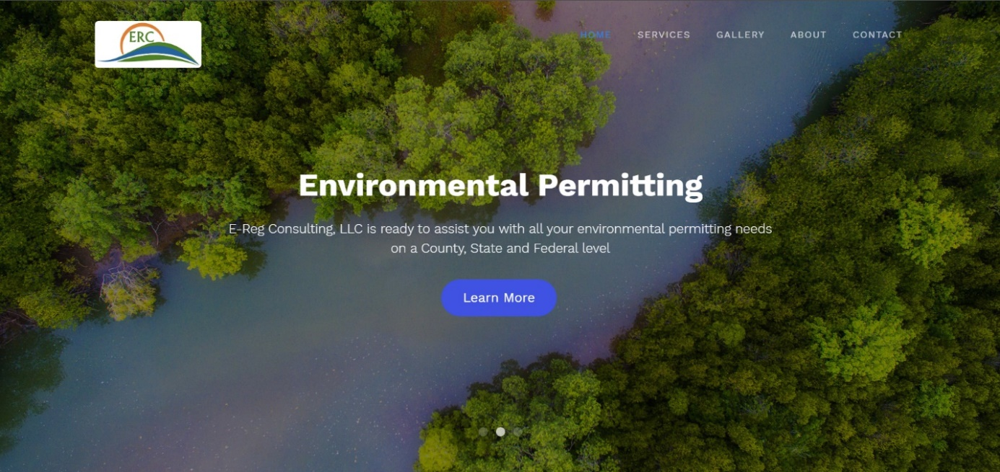 ERC
HOME SERVICES GALLERY ABOUT CONTACT
Environmental Permitting
E-Reg Consulting, LLC is ready to assist you with all your environmental permitting needs
on a County, State and Federal level
Learn More